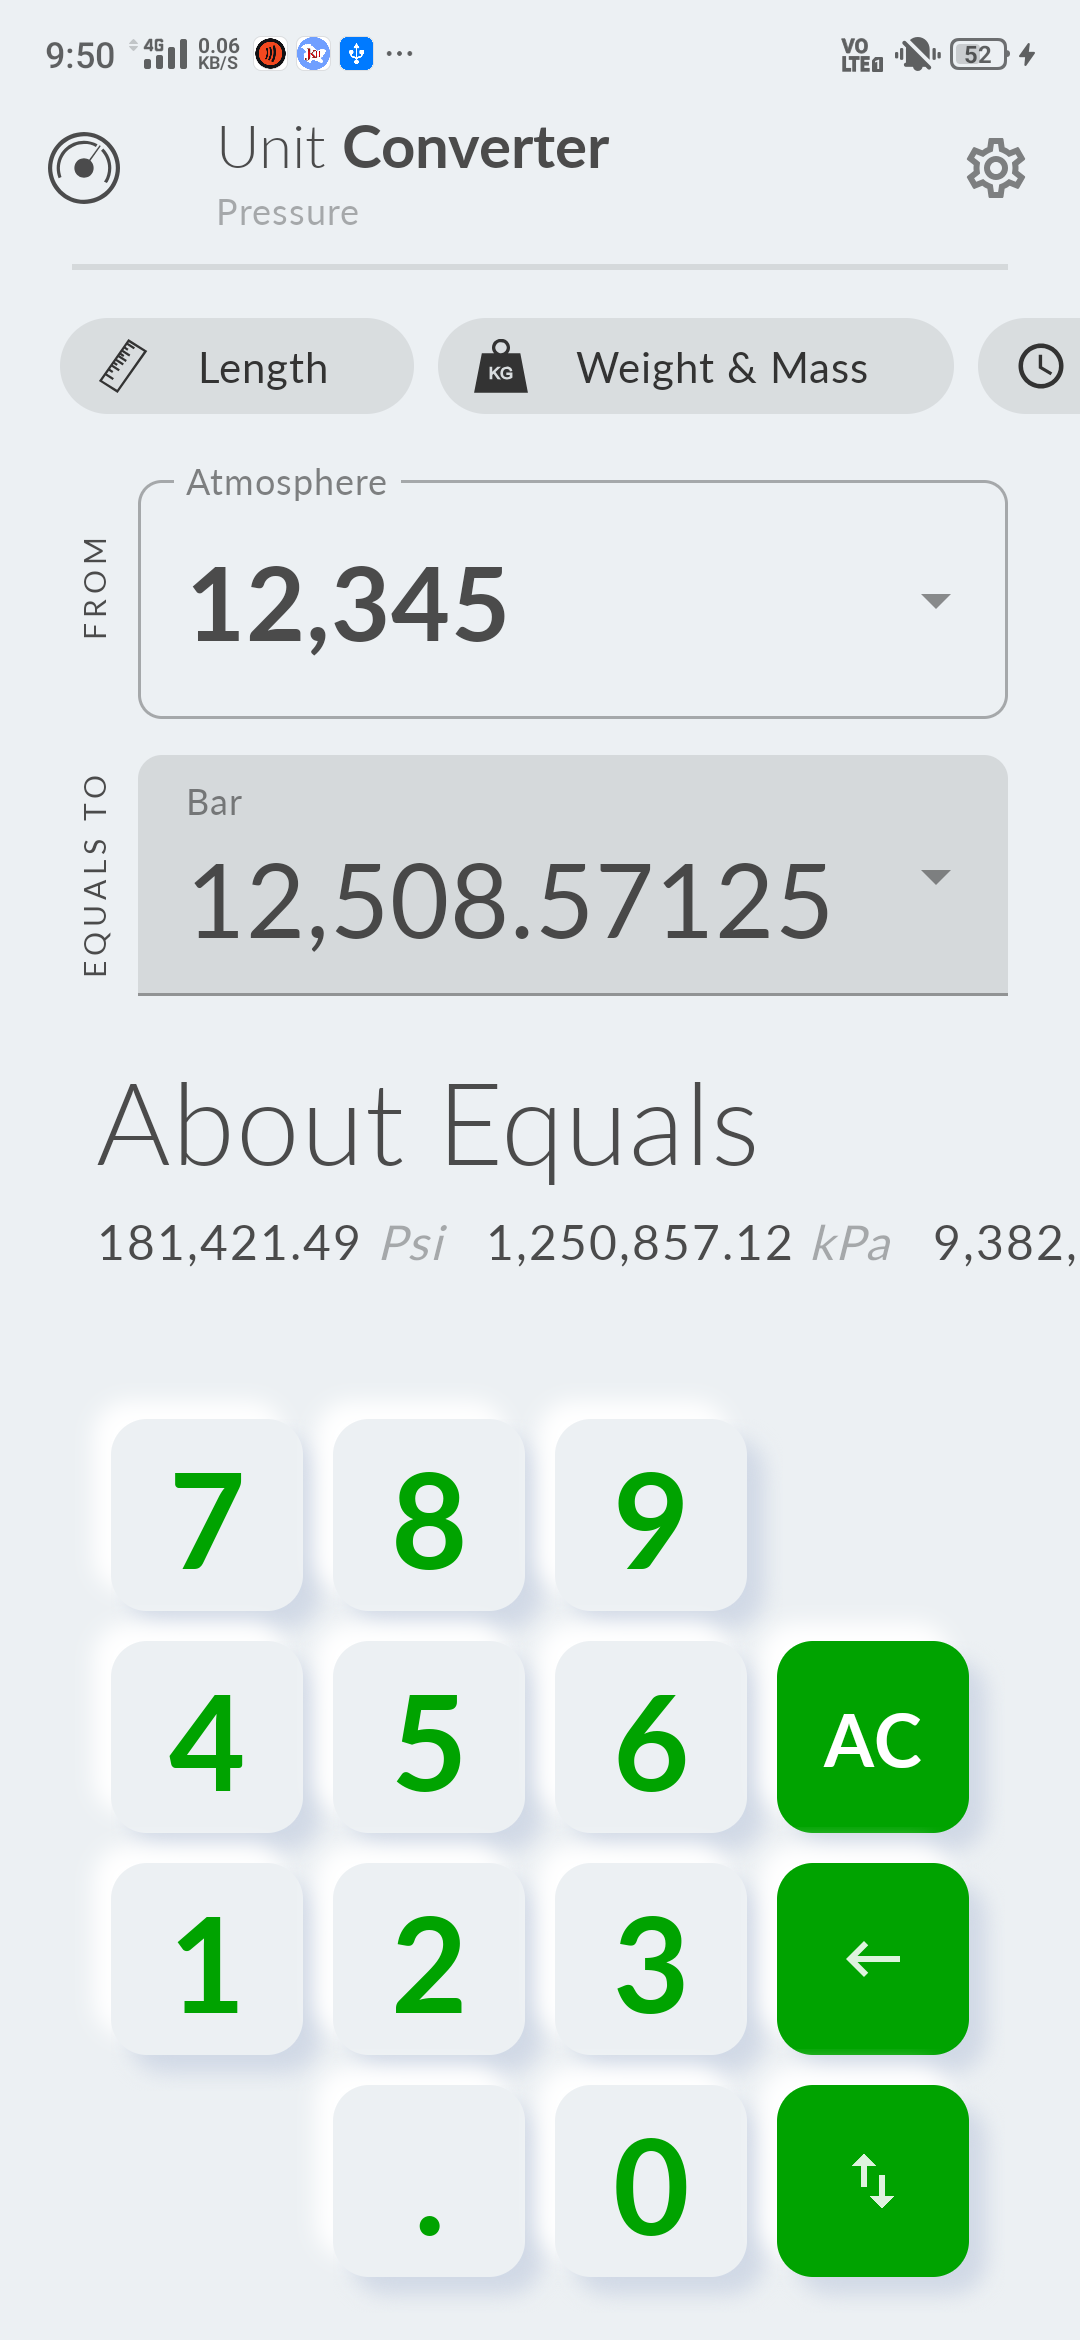 9:50 4G 0.06 KB/S VO LTE1 52
Unit Converter
Pressure
Length Weight & Mass
KG
FROM
Atmosphere
12,345
EQUALS TO
Bar
12,508.57125
About Equals
181,421.49 Psi 1,250,857.12 kPa 9,382,
7 8 9
4 5 6 AC
1 2 3
. 0